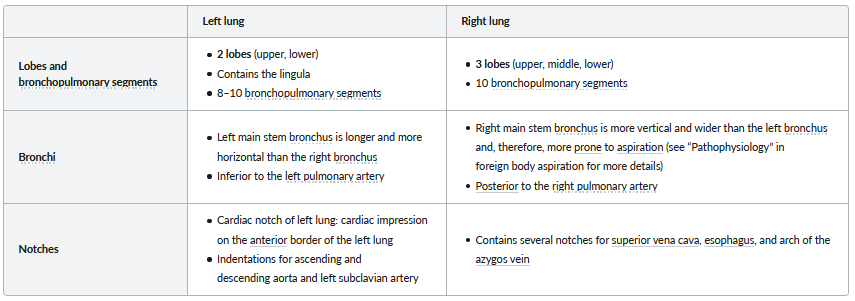 Left lung
Right lung
Lobes and
bronchopulmonary segments
• 2 lobes (upper, lower)
• Contains the lingula
• 8–10 bronchopulmonary segments
• 3 lobes (upper, middle, lower)
• 10 bronchopulmonary segments
Bronchi
• Left main stem bronchus is longer and more
horizontal than the right bronchus
• Inferior to the left pulmonary artery
• Right main stem bronchus is more vertical and wider than the left bronchus
and, therefore, more prone to aspiration (see “Pathophysiology” in
foreign body aspiration for more details)
• Posterior to the right pulmonary artery
Notches
• Cardiac notch of left lung: cardiac impression
on the anterior border of the left lung
• Indentations for ascending and
descending aorta and left subclavian artery
• Contains several notches for superior vena cava, esophagus, and arch of the
azygos vein